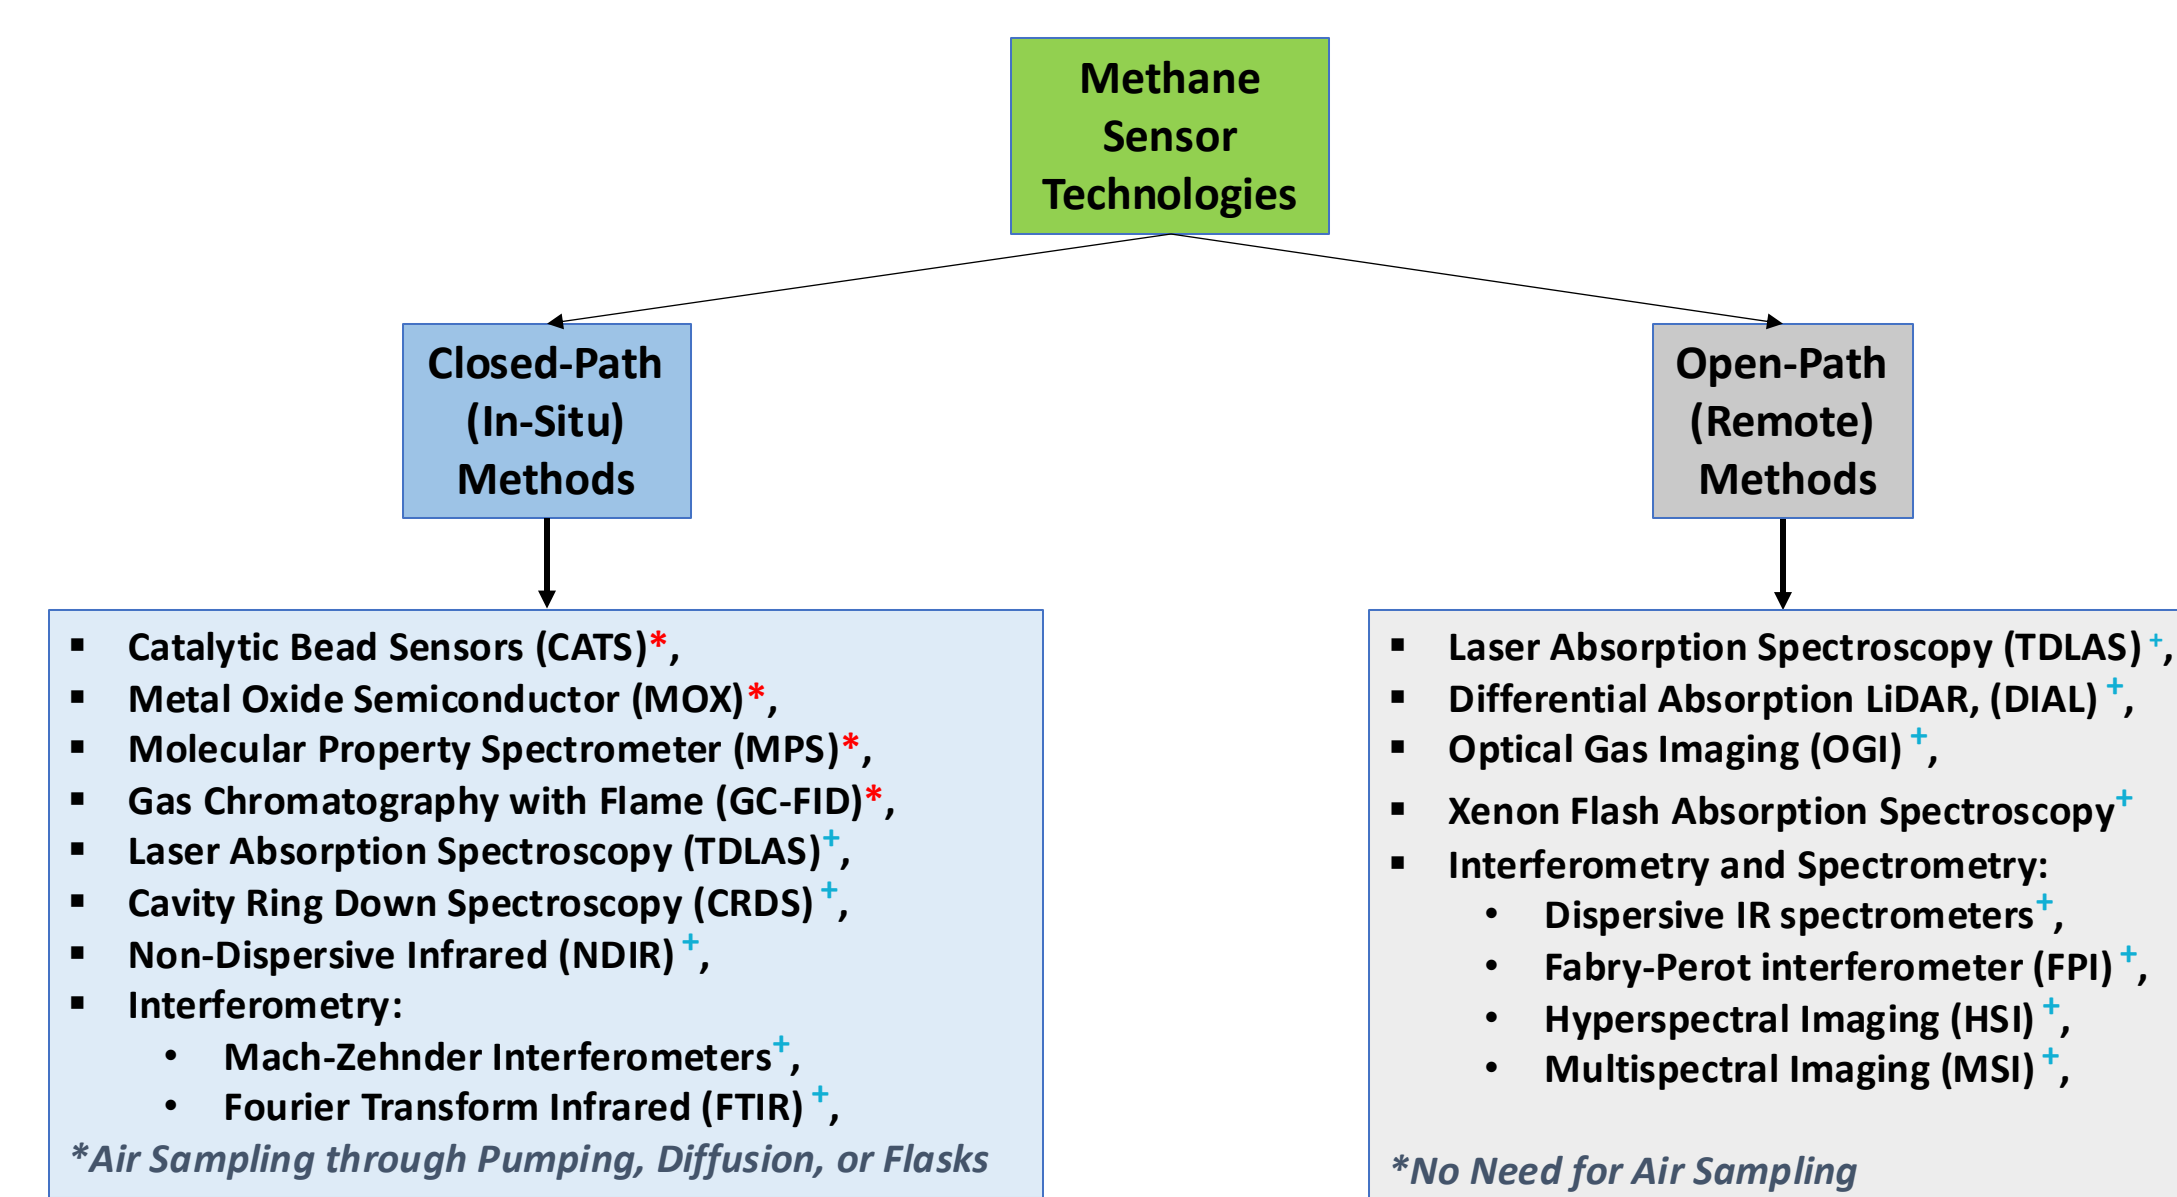 Methane
Sensor
Technologies
Closed-Path
(In-Situ)
Methods
Open-Path
(Remote)
Methods
▪ Catalytic Bead Sensors (CATS)*,
▪ Metal Oxide Semiconductor (MOX)*,
▪ Molecular Property Spectrometer (MPS)*,
▪ Gas Chromatography with Flame (GC-FID)*,
▪ Laser Absorption Spectroscopy (TDLAS)+,
▪ Cavity Ring Down Spectroscopy (CRDS) +,
▪ Non-Dispersive Infrared (NDIR) +,
▪ Interferometry:
• Mach-Zehnder Interferometers+,
• Fourier Transform Infrared (FTIR) +,
*Air Sampling through Pumping, Diffusion, or Flasks
▪ Laser Absorption Spectroscopy (TDLAS) +,
▪ Differential Absorption LiDAR, (DIAL) +,
▪ Optical Gas Imaging (OGI) +,
▪ Xenon Flash Absorption Spectroscopy+
▪ Interferometry and Spectrometry:
• Dispersive IR spectrometers+,
• Fabry-Perot interferometer (FPI) +,
• Hyperspectral Imaging (HSI) +,
• Multispectral Imaging (MSI) +,
*No Need for Air Sampling